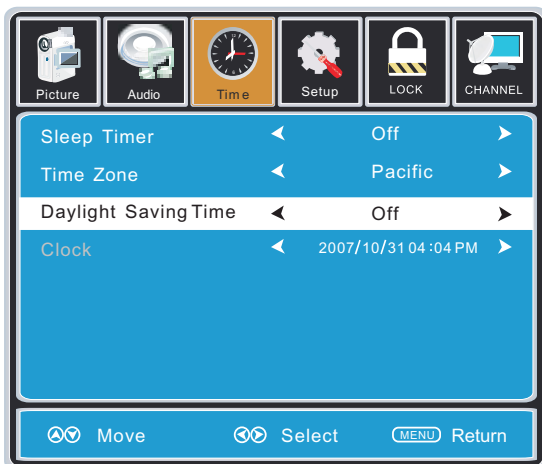 Picture Audio Time Setup LOCK CHANNEL
Sleep Timer Off
Time Zone Pacific
Daylight Saving Time Off
Clock 2007/10/31 04:04 PM
Move Select MENU Return